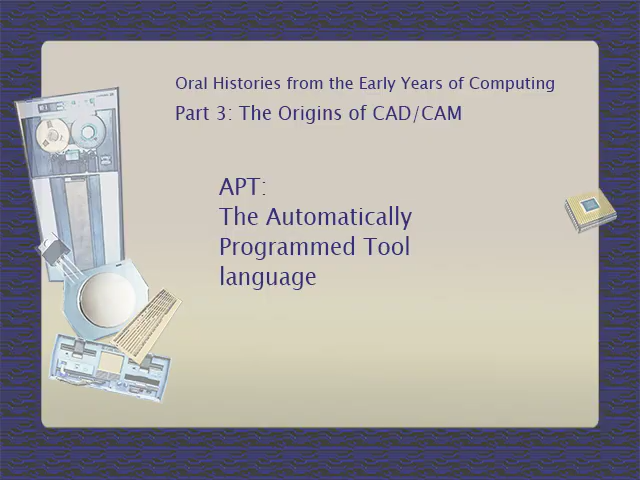 Oral Histories from the Early Years of Computing
Part 3: The Origins of CAD/CAM
APT:
The Automatically
Programmed Tool
language